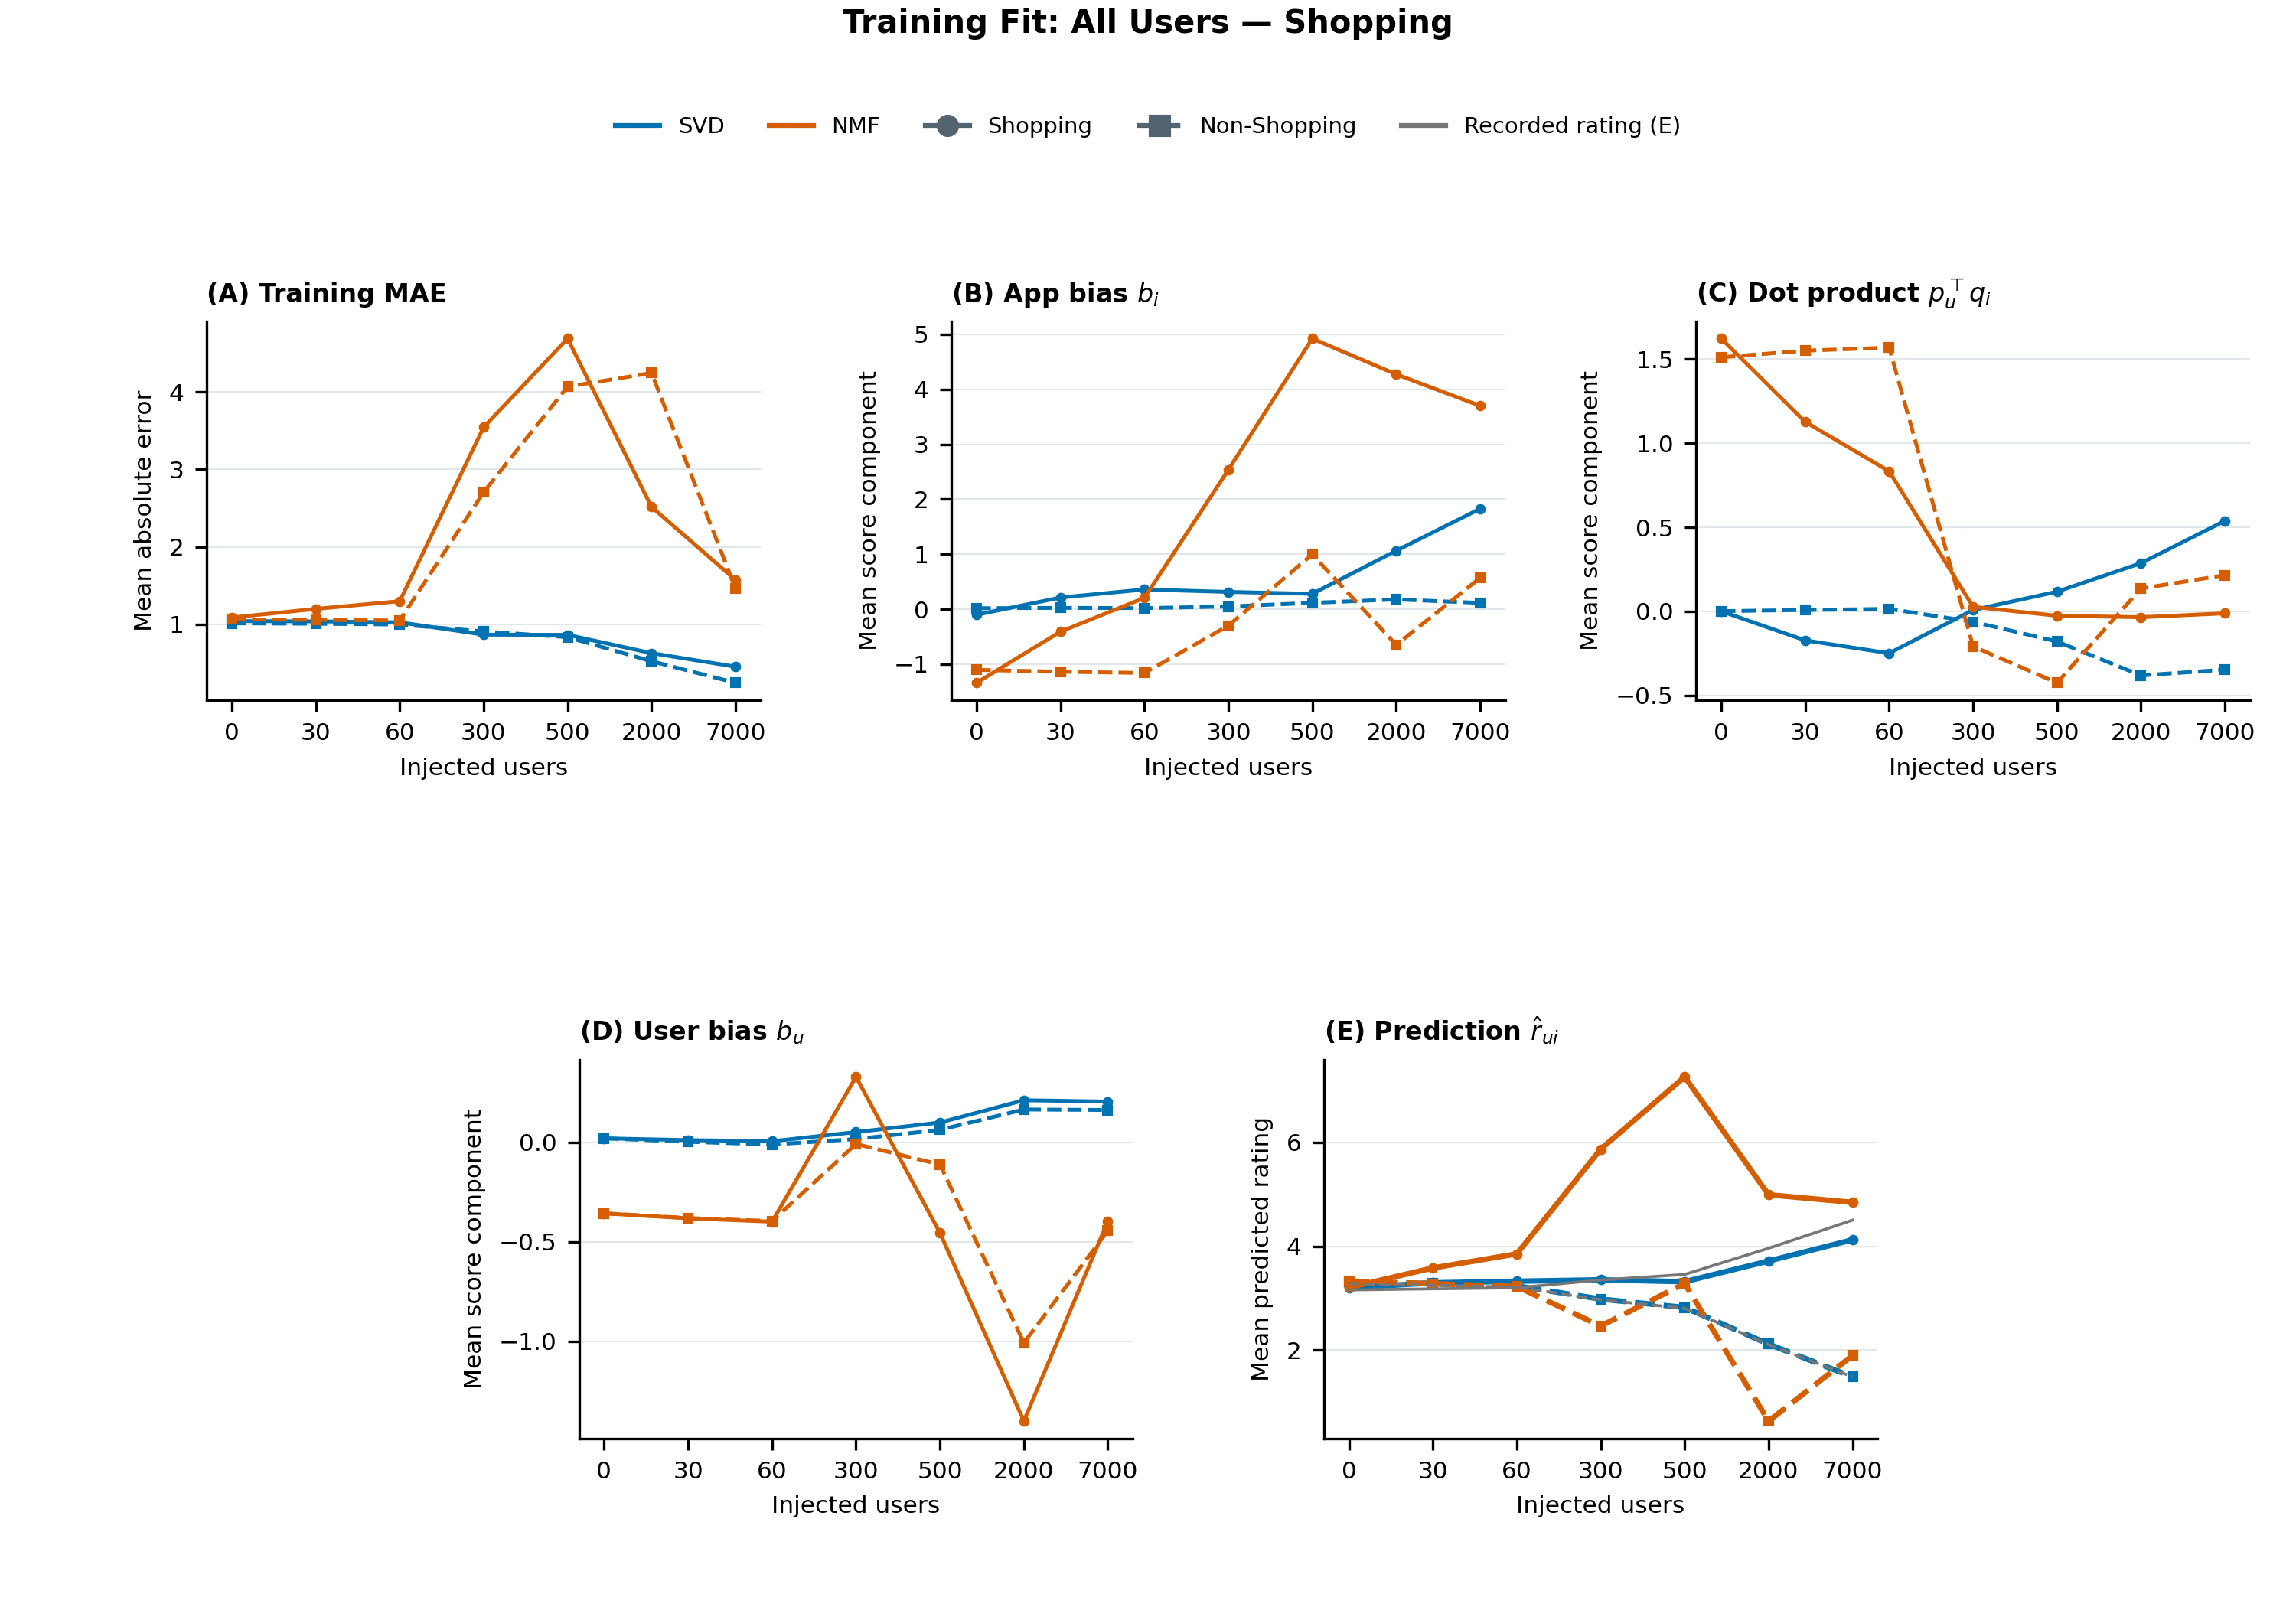 Training Fit: All Users — Shopping
SVD NMF Shopping Non-Shopping Recorded rating (E)
(A) Training MAE
Mean absolute error
4
3
2
1
0 30 60 300 500 2000 7000
Injected users
(B) App bias b_i
Mean score component
5
4
3
2
1
0
−1
0 30 60 300 500 2000 7000
Injected users
(C) Dot product p_u^⊤ q_i
Mean score component
1.5
1.0
0.5
0.0
−0.5
0 30 60 300 500 2000 7000
Injected users
(D) User bias b_u
Mean score component
0.0
−0.5
−1.0
0 30 60 300 500 2000 7000
Injected users
(E) Prediction r̂_ui
Mean predicted rating
6
4
2
0 30 60 300 500 2000 7000
Injected users